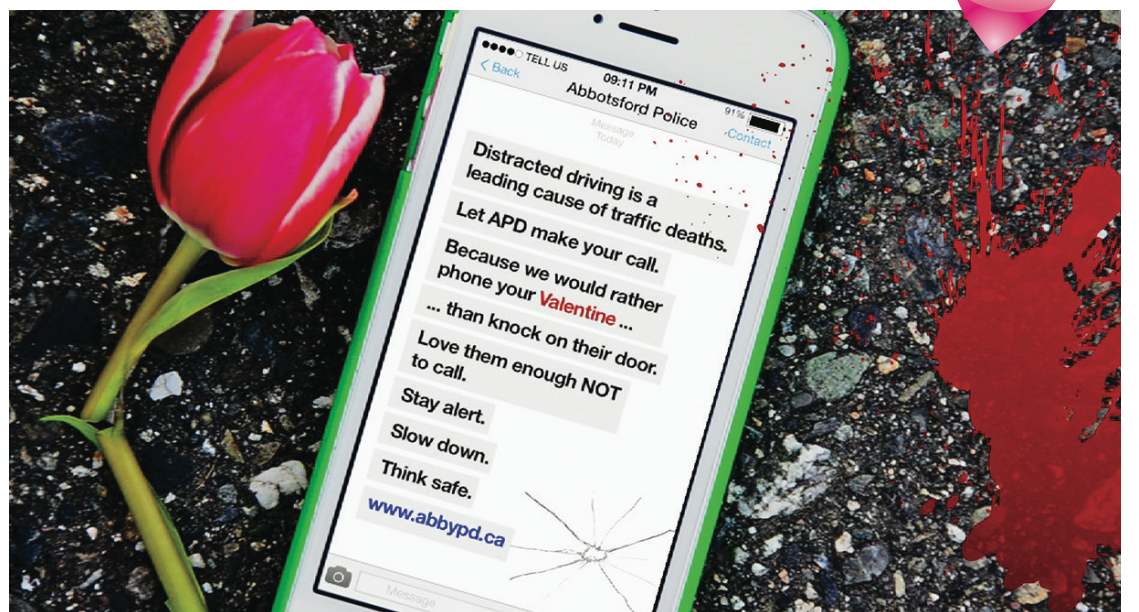 TELL US 09:11 PM 91%
Back Abbotsford Police Contact
Message
Today
Distracted driving is a
leading cause of traffic deaths.
Let APD make your call.
Because we would rather
phone your Valentine ...
... than knock on their door.
Love them enough NOT
to call.
Stay alert.
Slow down.
Think safe.
www.abbypd.ca
Message